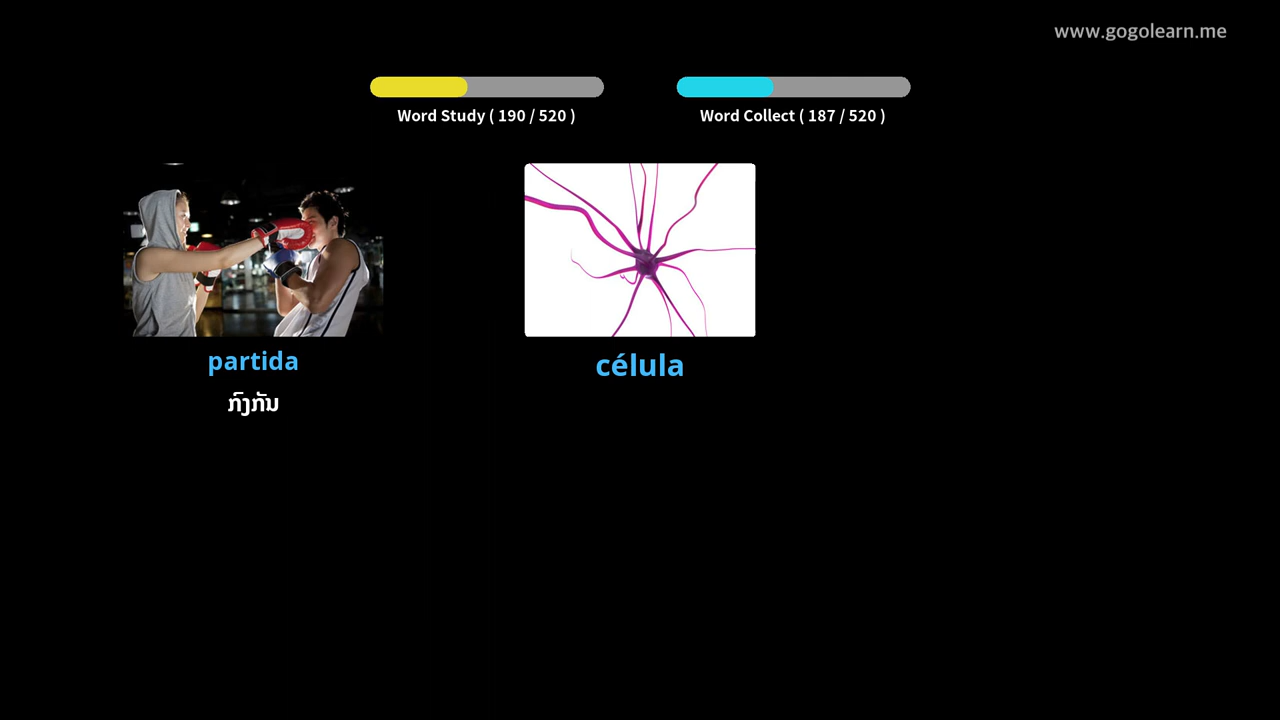 www.gogolearn.me
Word Study ( 190 / 520 )
Word Collect ( 187 / 520 )
partida
ກົງກັນ
célula